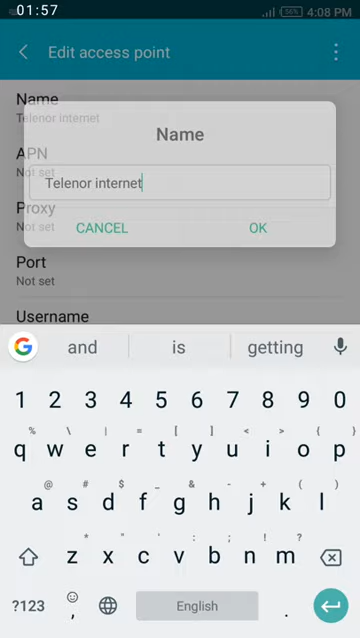 01:57
56%
4:08 PM
Edit access point
Name
Telenor internet
Name
APN
Not set
Telenor internet
Proxy
Not set
CANCEL
OK
Port
Not set
Username
G
and
is
getting
1 2 3 4 5 6 7 8 9 0
% \ | = [ ] < > { }
q w e r t y u i o p
@ # $ _ & - + ( )
a s d f g h j k l
* " ' : ; ! ?
z x c v b n m
?123
,
English
.